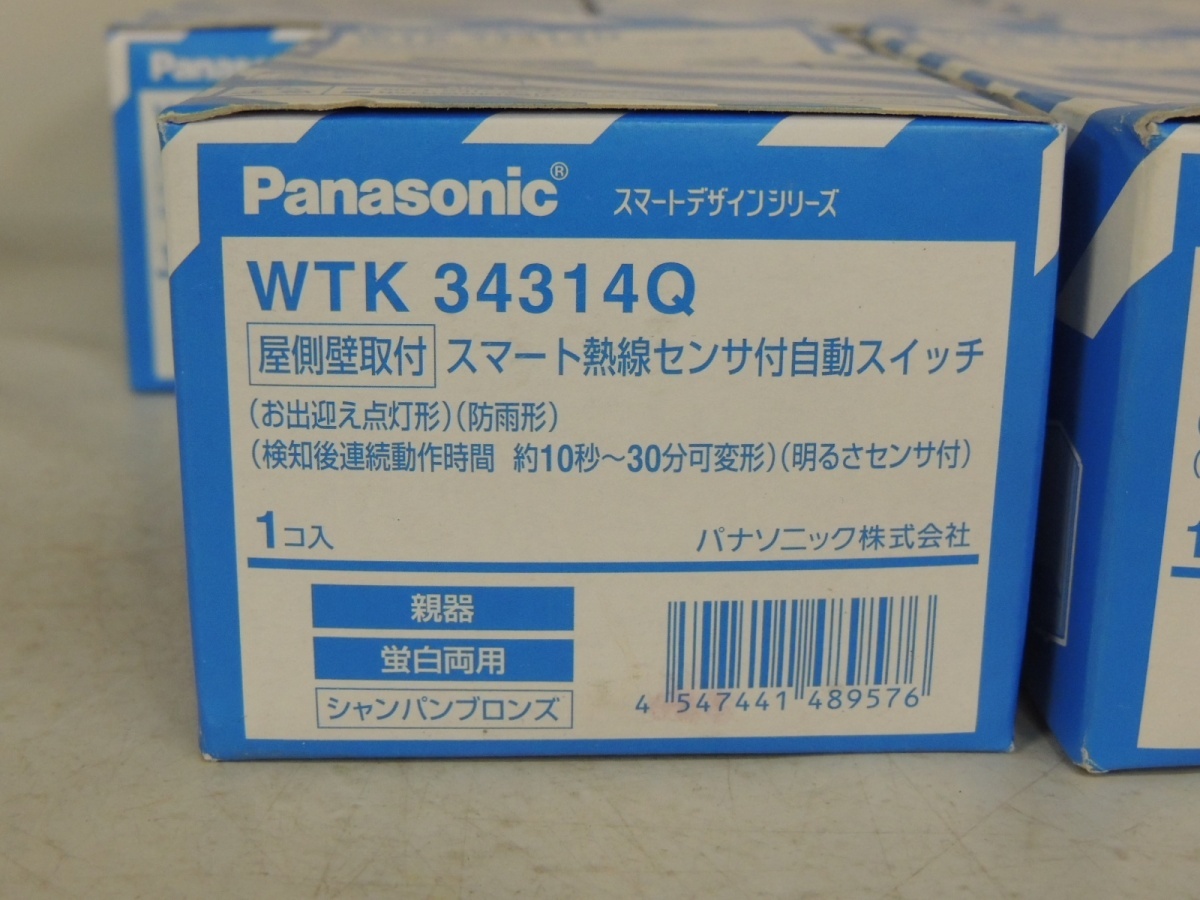 Panasonic® スマートデザインシリーズ
WTK 34314Q
屋側壁取付 スマート熱線センサ付自動スイッチ
(お出迎え点灯形)(防雨形)
(検知後連続動作時間 約10秒～30分可変形)(明るさセンサ付)
1コ入 パナソニック株式会社
親器
蛍白両用
シャンパンブロンズ
4 547441 489576
Panaso